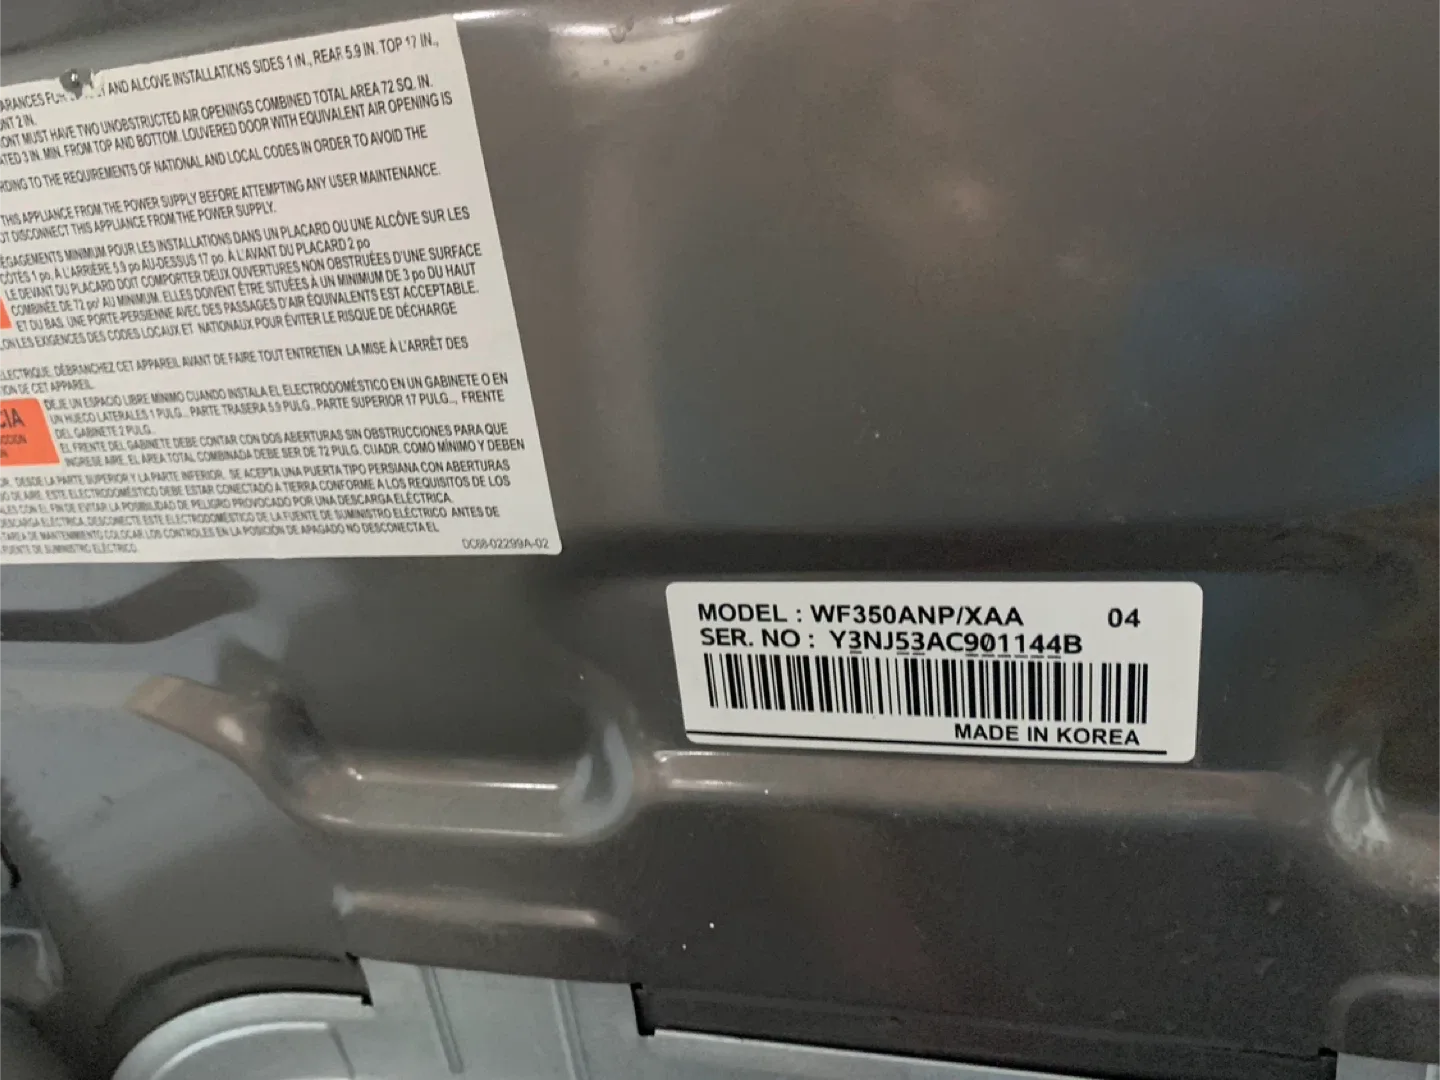 AND ALCOVE INSTALLATIONS SIDES 1 IN., REAR 5.9 IN. TOP 17 IN.,
2 IN.
MUST HAVE TWO UNOBSTRUCTED AIR OPENINGS COMBINED TOTAL AREA 72 SQ. IN.
3 IN. MIN. FROM TOP AND BOTTOM. LOUVERED DOOR WITH EQUIVALENT AIR OPENING IS
TO THE REQUIREMENTS OF NATIONAL AND LOCAL CODES IN ORDER TO AVOID THE
THIS APPLIANCE FROM THE POWER SUPPLY BEFORE ATTEMPTING ANY USER MAINTENANCE.
DISCONNECT THIS APPLIANCE FROM THE POWER SUPPLY.
ÉGAGEMENTS MINIMUM POUR LES INSTALLATIONS DANS UN PLACARD OU UNE ALCÔVE SUR LES
CÔTÉS 1 po, À L'ARRIÈRE 5.9 po AU-DESSUS 17 po, À L'AVANT DU PLACARD 2 po
LE DEVANT DU PLACARD DOIT COMPORTER DEUX OUVERTURES NON OBSTRUÉES D'UNE SURFACE
COMBINÉE DE 72 po² AU MINIMUM. ELLES DOIVENT ÊTRE SITUÉES À UN MINIMUM DE 3 po DU HAUT
ET DU BAS. UNE PORTE-PERSIENNE AVEC DES PASSAGES D'AIR ÉQUIVALENTS EST ACCEPTABLE.
LES EXIGENCES DES CODES LOCAUX ET NATIONAUX POUR ÉVITER LE RISQUE DE DÉCHARGE
ÉLECTRIQUE. DÉBRANCHEZ CET APPAREIL AVANT DE FAIRE TOUT ENTRETIEN. LA MISE À L'ARRÊT DES
DE CET APPAREIL.
CIA DEJE UN ESPACIO LIBRE MÍNIMO CUANDO INSTALA EL ELECTRODOMÉSTICO EN UN GABINETE O EN
UN HUECO LATERALES 1 PULG., PARTE TRASERA 5.9 PULG., PARTE SUPERIOR 17 PULG.,, FRENTE
DEL GABINETE 2 PULG..
EL FRENTE DEL GABINETE DEBE CONTAR CON DOS ABERTURAS SIN OBSTRUCCIONES PARA QUE
INGRESE AIRE. EL AREA TOTAL COMBINADA DEBE SER DE 72 PULG. CUADR. COMO MÍNIMO Y DEBEN
DESDE LA PARTE SUPERIOR Y LA PARTE INFERIOR. SE ACEPTA UNA PUERTA TIPO PERSIANA CON ABERTURAS
DE AIRE. ESTE ELECTRODOMÉSTICO DEBE ESTAR CONECTADO A TIERRA CONFORME A LOS REQUISITOS DE LOS
CON EL FIN DE EVITAR LA POSIBILIDAD DE PELIGRO PROVOCADO POR UNA DESCARGA ELÉCTRICA.
DESCARGA ELÉCTRICA, DESCONECTE ESTE ELECTRODOMÉSTICO DE LA FUENTE DE SUMINISTRO ELÉCTRICO ANTES DE
TAREA DE MANTENIMIENTO COLOCAR LOS CONTROLES EN LA POSICIÓN DE APAGADO NO DESCONECTA EL
FUENTE DE SUMINISTRO ELÉCTRICO.
DC68-02299A-02
MODEL : WF350ANP/XAA 04
SER. NO : Y3NJ53AC901144B
MADE IN KOREA